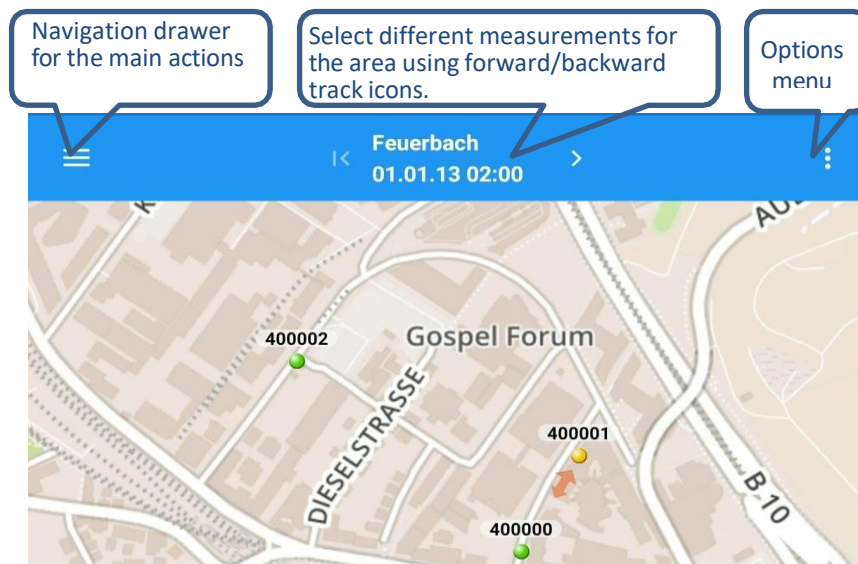 Navigation drawer
for the main actions
Select different measurements for
the area using forward/backward
track icons.
Options
menu
Feuerbach
01.01.13 02:00
400002
Gospel Forum
DIESELSTRASSE
400001
B 10
400000